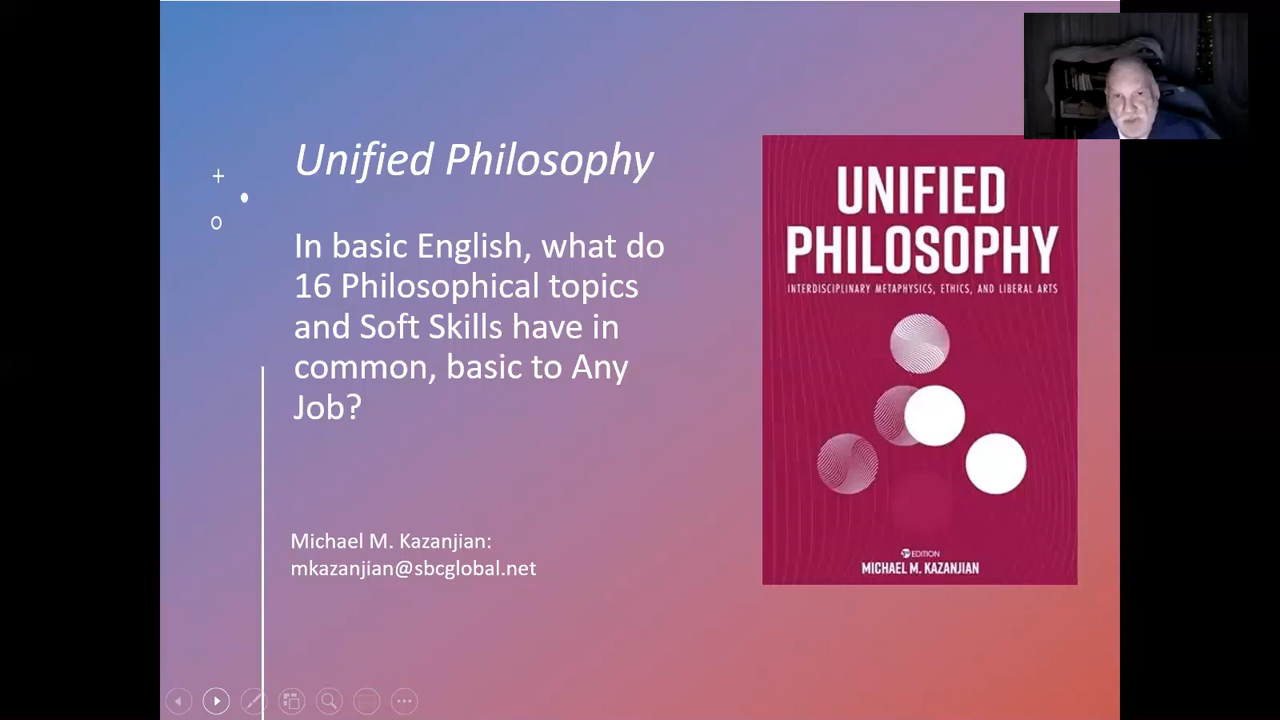 Unified Philosophy
In basic English, what do
16 Philosophical topics
and Soft Skills have in
common, basic to Any
Job?
Michael M. Kazanjian:
mkazanjian@sbcglobal.net
UNIFIED
PHILOSOPHY
INTERDISCIPLINARY METAPHYSICS, ETHICS, AND LIBERAL ARTS
EDITION
MICHAEL M. KAZANJIAN